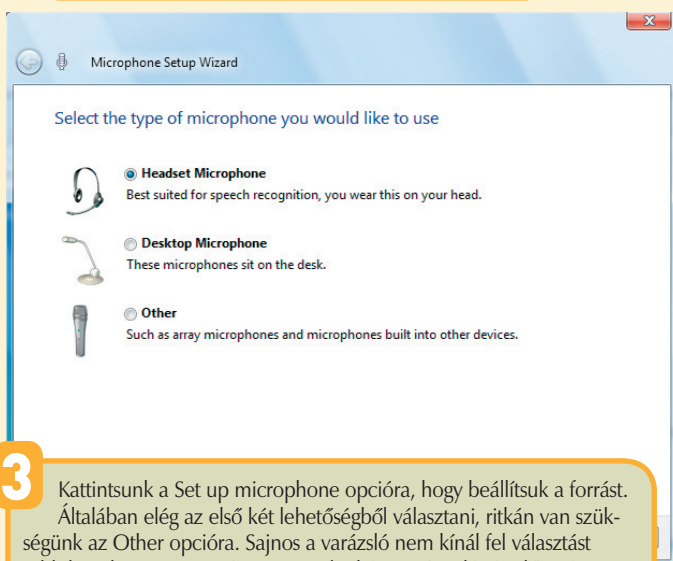 Microphone Setup Wizard
Select the type of microphone you would like to use
Headset Microphone
Best suited for speech recognition, you wear this on your head.
Desktop Microphone
These microphones sit on the desk.
Other
Such as array microphones and microphones built into other devices.
3
Kattintsunk a Set up microphone opcióra, hogy beállítsuk a forrást.
Általában elég az első két lehetőségből választani, ritkán van szük-
ségünk az Other opcióra. Sajnos a varázsló nem kínál fel választást